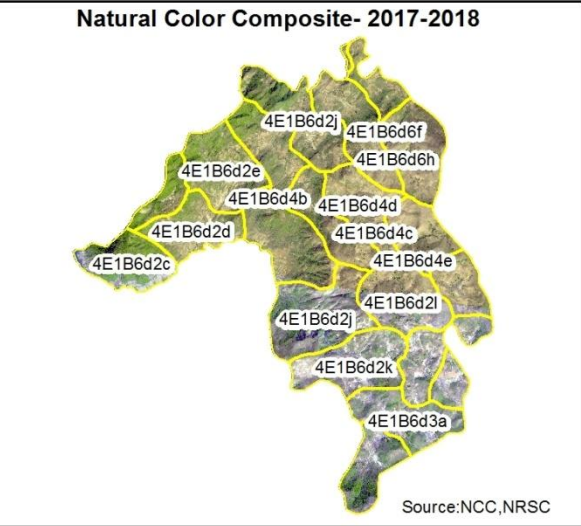 Natural Color Composite- 2017-2018
4E1B6d2j
4E1B6d6f
4E1B6d6h
4E1B6d2e
4E1B6d4b
4E1B6d4d
4E1B6d2d
4E1B6d4c
4E1B6d2c
4E1B6d4e
4E1B6d2l
4E1B6d2j
4E1B6d2k
4E1B6d3a
Source:NCC,NRSC